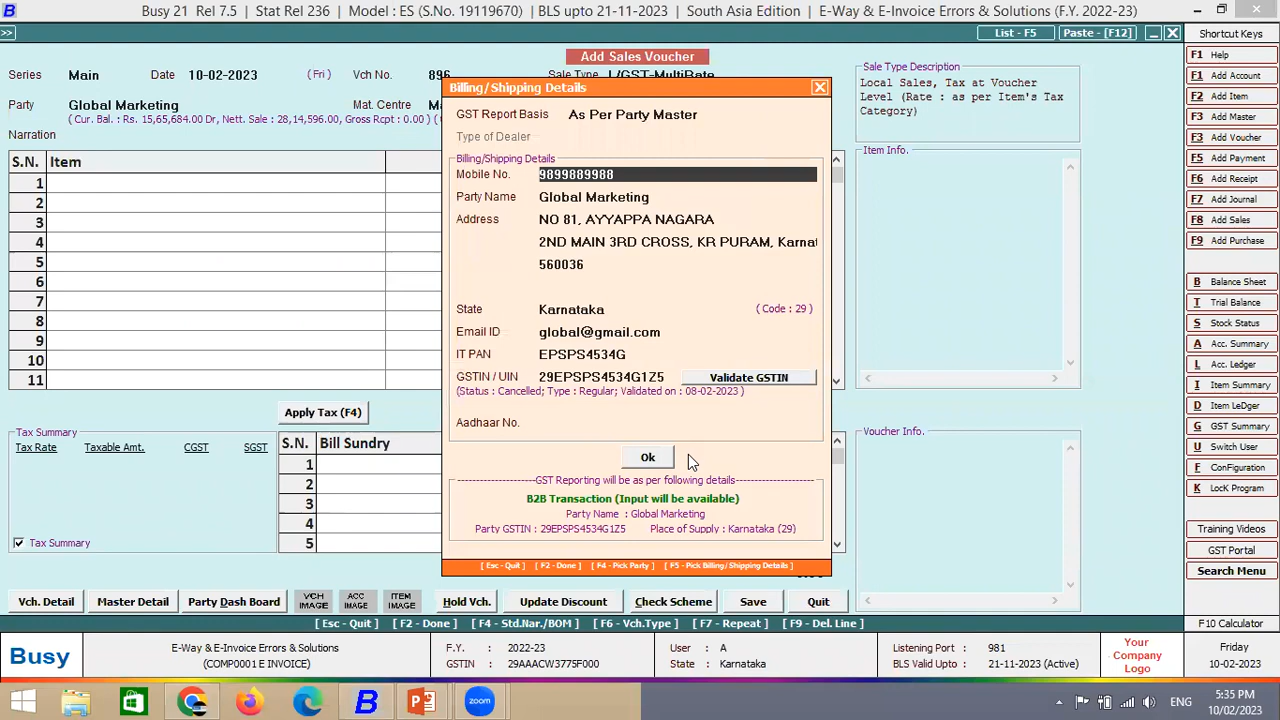 Busy 21 Rel 7.5 | Stat Rel 236 | Model : ES (S.No. 19119670) | BLS upto 21-11-2023 | South Asia Edition | E-Way & E-Invoice Errors & Solutions (F.Y. 2022-23)
>> List - F5 Paste - [F12] Shortcut Keys
Add Sales Voucher
Series Main Date 10-02-2023 (Fri) Vch No. 896 Sale Type L/GST-MultiRate
Party Global Marketing Mat. Centre
( Cur. Bal. : Rs. Dr., Nett. Sale : 28,14,596.00, Gross Rcpt : 0.00 )
Narration
S.N. Item
1
2
3
4
5
6
7
8
9
10
11
Billing/Shipping Details
GST Report Basis As Per Party Master
Type of Dealer
Billing/Shipping Details
Mobile No. 9899889988
Party Name Global Marketing
Address NO 81, AYYAPPA NAGARA
2ND MAIN 3RD CROSS, KR PURAM, Karnat
560036
State Karnataka ( Code : 29 )
Email ID global@gmail.com
IT PAN EPSPS4534G
GSTIN / UIN 29EPSPS4534G1Z5 Validate GSTIN
(Status : Cancelled; Type : Regular; Validated on : 08-02-2023 )
Aadhaar No.
Ok
GST Reporting will be as per following details
B2B Transaction (Input will be available)
Party Name : Global Marketing
Party GSTIN : 29EPSPS4534G1Z5 Place of Supply : Karnataka (29)
[ Esc - Quit ] [ F2 - Done ] [ F4 - Pick Party ] [ F5 - Pick Billing/Shipping Details ]
Sale Type Description
Local Sales, Tax at Voucher
Level (Rate : as per Item's Tax
Category)
Item Info.
Voucher Info.
Apply Tax (F4)
Tax Summary
Tax Rate Taxable Amt. CGST SGST
Tax Summary
S.N. Bill Sundry
1
2
3
4
5
F1 Help
F1 Add Account
F2 Add Item
F3 Add Master
F3 Add Voucher
F5 Add Payment
F6 Add Receipt
F7 Add Journal
F8 Add Sales
F9 Add Purchase
B Balance Sheet
T Trial Balance
S Stock Status
A Acc. Summary
L Acc. Ledger
I Item Summary
D Item LeDger
G GST Summary
U Switch User
F ConFiguration
K LocK Program
Training Videos
GST Portal
Search Menu
F10 Calculator
Vch. Detail Master Detail Party Dash Board VCH IMAGE ACC IMAGE ITEM IMAGE Hold Vch. Update Discount Check Scheme Save Quit
[ Esc - Quit ] [ F2 - Done ] [ F4 - Std.Nar./BOM ] [ F6 - Vch.Type ] [ F7 - Repeat ] [ F9 - Del. Line ]
Busy
E-Way & E-Invoice Errors & Solutions
(COMP0001 E INVOICE)
F.Y. : 2022-23
GSTIN : 29AAACW3775F000
User : A
State : Karnataka
Listening Port : 981
BLS Valid Upto : 21-11-2023 (Active)
Your
Company
Logo
Friday
10-02-2023
zoom
ENG
5:35 PM
10/02/2023